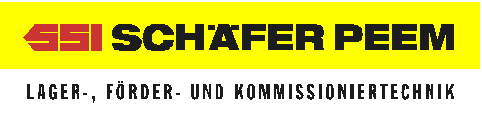 SSI SCHÄFER PEEM
LAGER-, FÖRDER- UND KOMMISSIONIERTECHNIK